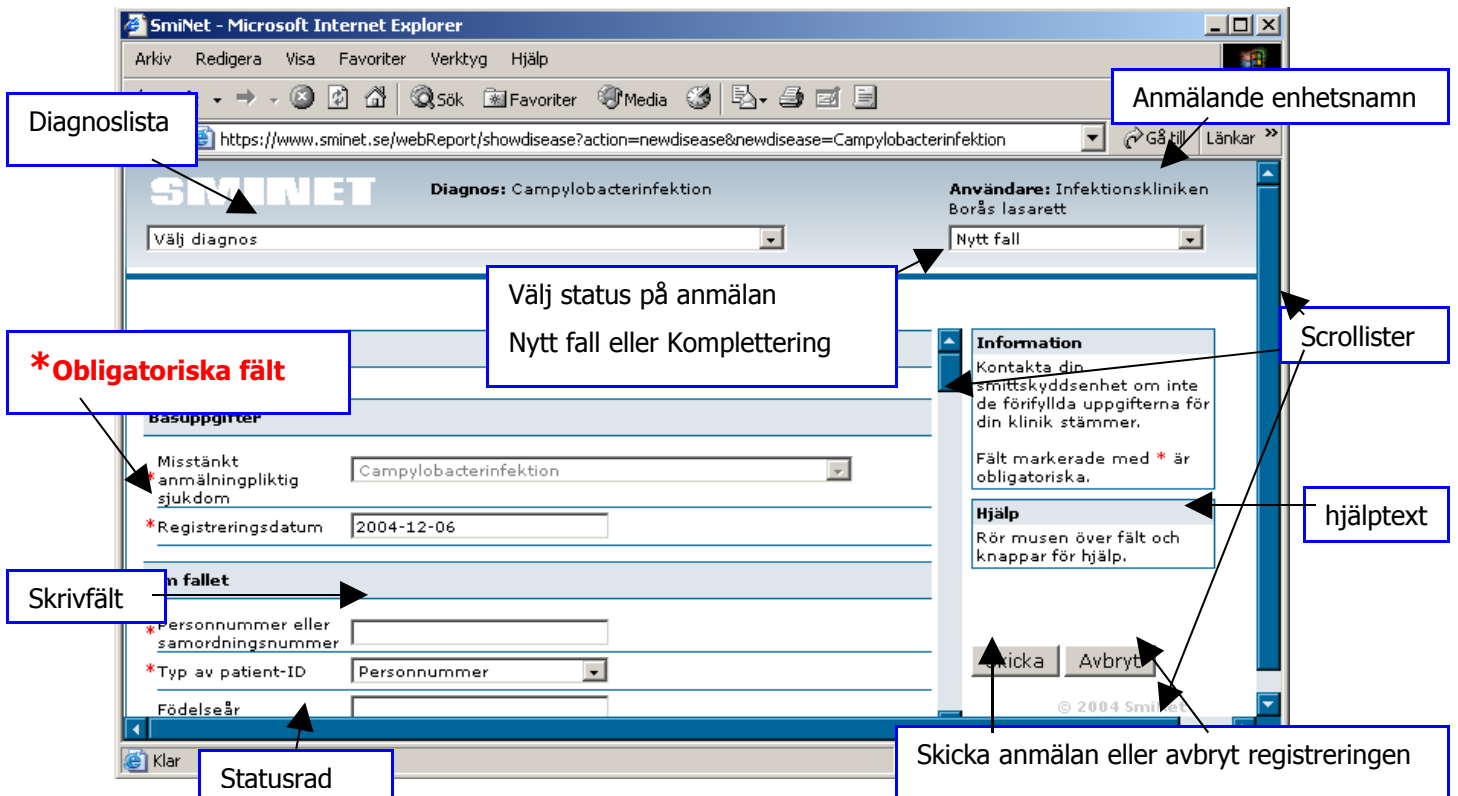 SmiNet - Microsoft Internet Explorer
Arkiv Redigera Visa Favoriter Verktyg Hjälp
Sök Favoriter Media
Anmälande enhetsnamn
Diagnoslista
https://www.sminet.se/webReport/showdisease?action=newdisease&newdisease=Campylobacterinfektion Gå till Länkar »
SMINET
Diagnos: Campylobacterinfektion
Användare: Infektionskliniken
Borås lasarett
Välj diagnos
Nytt fall
Välj status på anmälan
Nytt fall eller Komplettering
Scrollister
*Obligatoriska fält
Information
Kontakta din
smittskyddsenhet om inte
de förifyllda uppgifterna för
din klinik stämmer.
Fält markerade med * är
obligatoriska.
Basuppgifter
Misstänkt
*anmälningpliktig
sjukdom
Campylobacterinfektion
*Registreringsdatum 2004-12-06
Hjälp
Rör musen över fält och
knappar för hjälp.
hjälptext
Skrivfält
fallet
*Personnummer eller
samordningsnummer
*Typ av patient-ID Personnummer
Födelseår
Skicka Avbryt
© 2004 SmiNet
Klar
Statusrad
Skicka anmälan eller avbryt registreringen